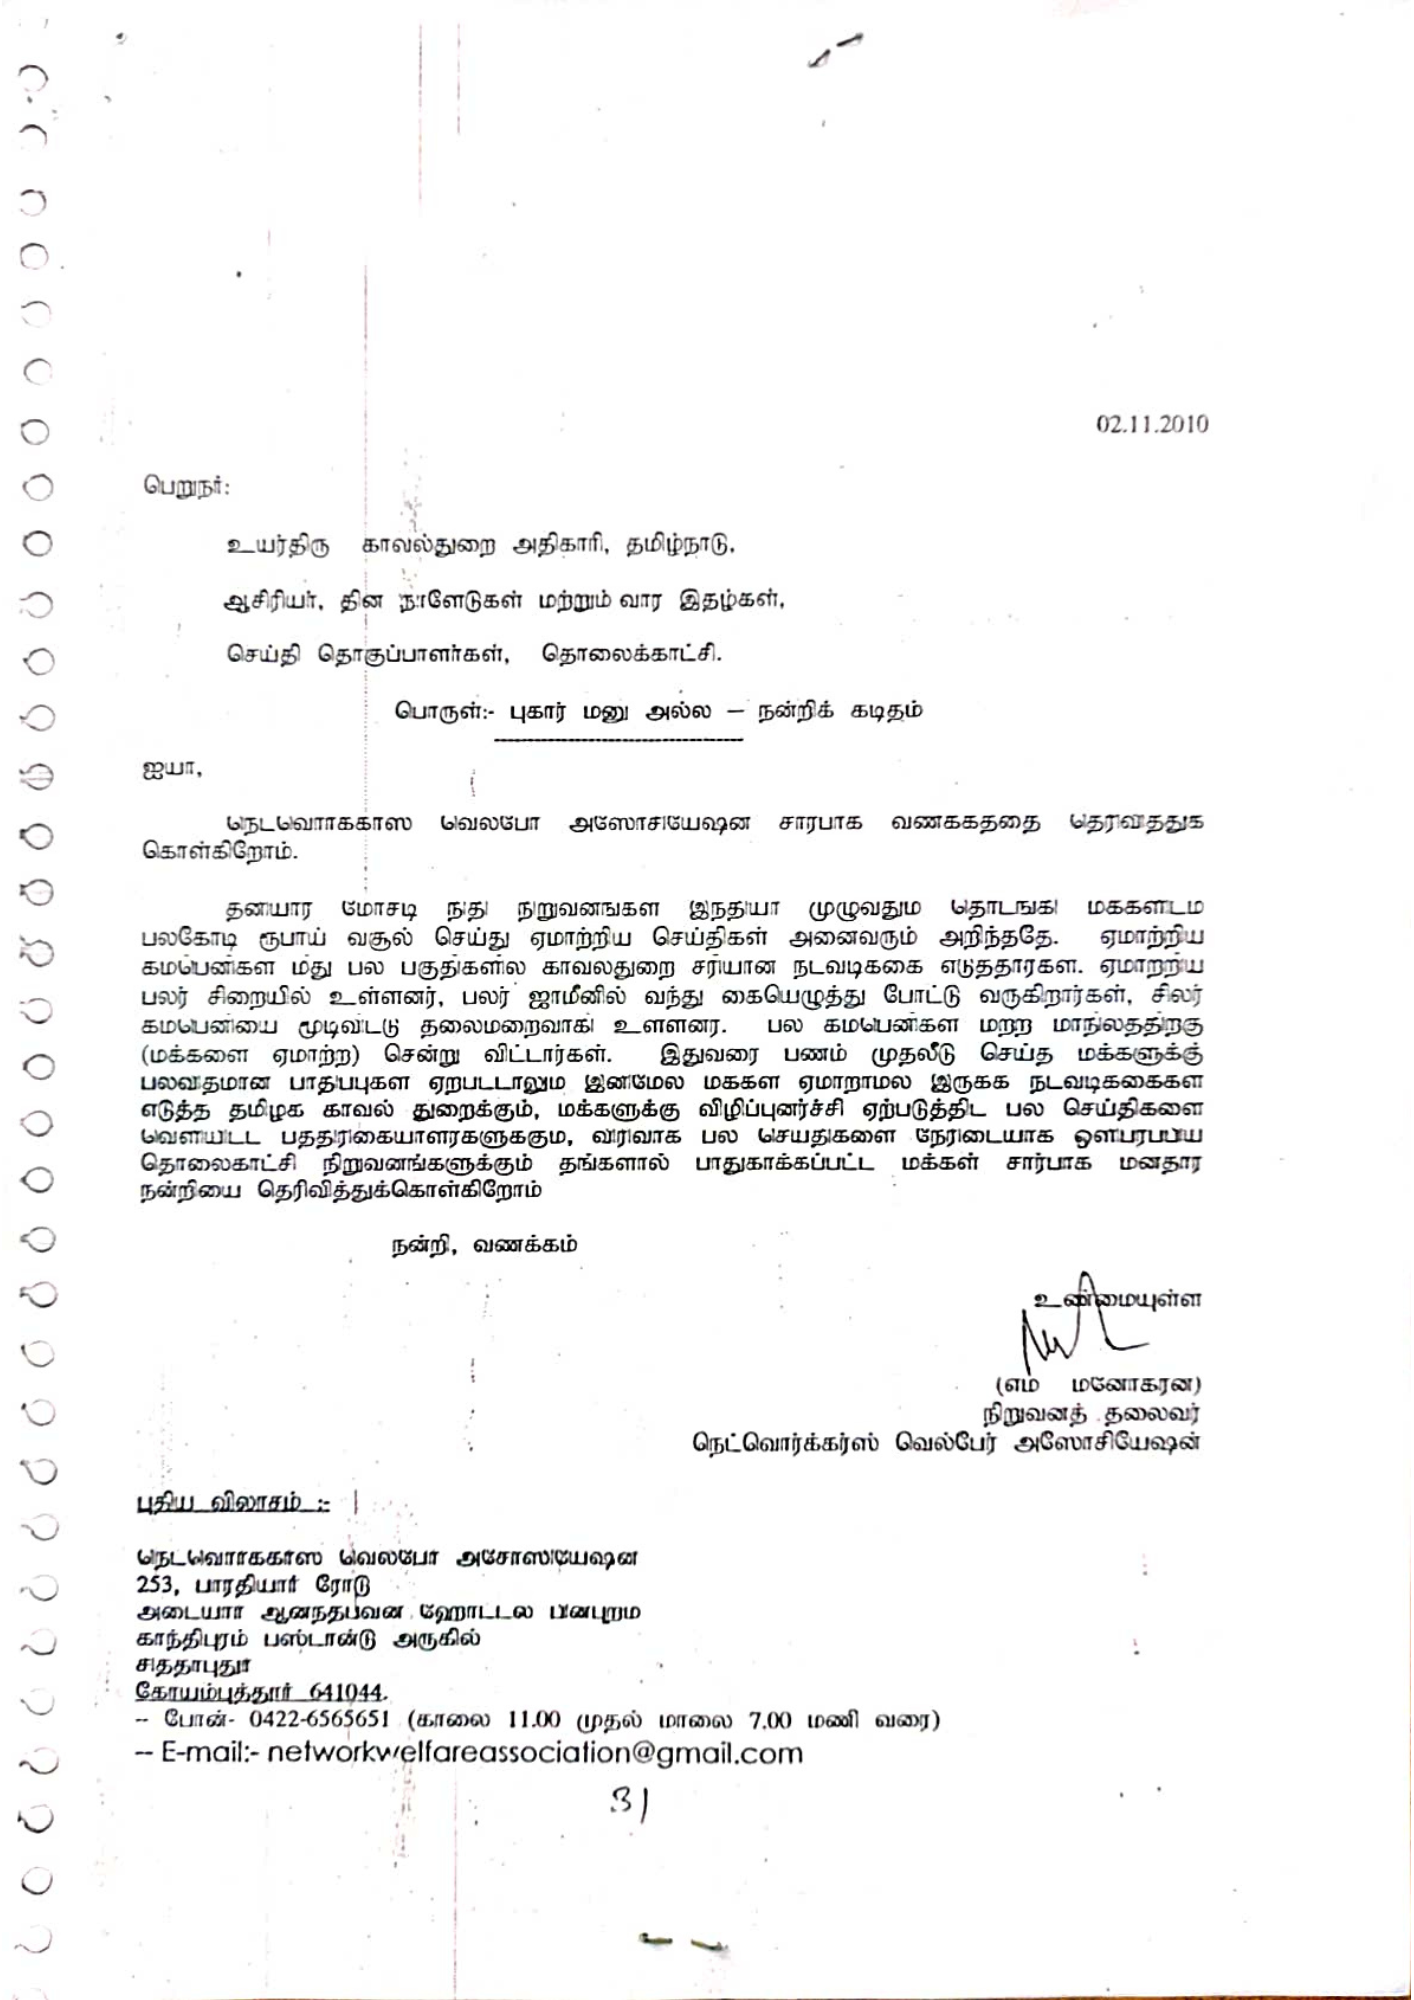 02.11.2010
பெறுநர்:
உயர்திரு காவல்துறை அதிகாரி, தமிழ்நாடு,
ஆசிரியர், தின நாளேடுகள் மற்றும் வார இதழ்கள்,
செய்தி தொகுப்பாளர்கள், தொலைக்காட்சி.
பொருள்:- புகார் மனு அல்ல – நன்றிக் கடிதம்
ஐயா,
நெட்வொர்க்கர்ஸ் வெல்பேர் அஸோசியேஷன் சார்பாக வணக்கத்தை தெரிவித்துக்
கொள்கிறோம்.
தனியார் மோசடி நிதி நிறுவனங்கள் இந்தியா முழுவதும் தொடங்கி மக்களிடம்
பலகோடி ரூபாய் வசூல் செய்து ஏமாற்றிய செய்திகள் அனைவரும் அறிந்ததே. ஏமாற்றிய
கம்பெனிகள் மீது பல பகுதிகளில் காவல்துறை சரியான நடவடிக்கை எடுத்தார்கள். ஏமாற்றிய
பலர் சிறையில் உள்ளனர், பலர் ஜாமீனில் வந்து கையெழுத்து போட்டு வருகிறார்கள், சிலர்
கம்பெனியை மூடிவிட்டு தலைமறைவாகி உள்ளனர். பல கம்பெனிகள் மற்ற மாநிலத்திற்கு
(மக்களை ஏமாற்ற) சென்று விட்டார்கள். இதுவரை பணம் முதலீடு செய்த மக்களுக்கு
பலவிதமான பாதிப்புகள் ஏற்பட்டாலும் இனிமேல் மக்கள் ஏமாறாமல் இருக்க நடவடிக்கைகள்
எடுத்த தமிழக காவல் துறைக்கும், மக்களுக்கு விழிப்புனர்ச்சி ஏற்படுத்திட பல செய்திகளை
வெளியிட்ட பத்திரிகையாளர்களுக்கும், விரிவாக பல செய்திகளை நேரிடையாக ஒளிபரப்பிய
தொலைகாட்சி நிறுவனங்களுக்கும் தங்களால் பாதுகாக்கப்பட்ட மக்கள் சார்பாக மனதார
நன்றியை தெரிவித்துக்கொள்கிறோம்
நன்றி, வணக்கம்
உண்மையுள்ள
(எம் மனோகரன்)
நிறுவனத் தலைவர்
நெட்வொர்க்கர்ஸ் வெல்பேர் அஸோசியேஷன்
புதிய விலாசம் :-
நெட்வொர்க்கர்ஸ் வெல்பேர் அசோஸியேஷன்
253, பாரதியார் ரோடு
அடையார் ஆனந்தபவன் ஹோட்டல் பின்புறம்
காந்திபுரம் பஸ்டாண்டு அருகில்
சித்தாபுதூர்
கோயம்புத்தூர் 641044.
-- போன்- 0422-6565651 (காலை 11.00 முதல் மாலை 7.00 மணி வரை)
-- E-mail:- networkwelfareassociation@gmail.com
31